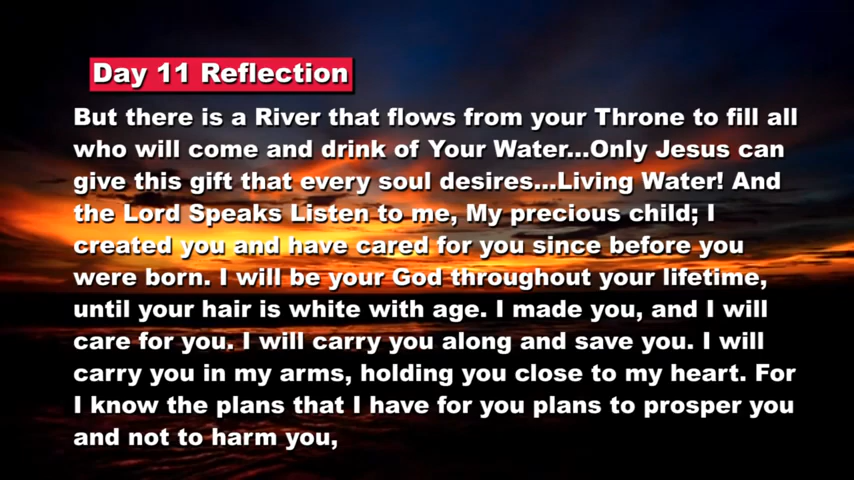 Day 11 Reflection
But there is a River that flows from your Throne to fill all
who will come and drink of Your Water...Only Jesus can
give this gift that every soul desires...Living Water! And
the Lord Speaks Listen to me, My precious child; I
created you and have cared for you since before you
were born. I will be your God throughout your lifetime,
until your hair is white with age. I made you, and I will
care for you. I will carry you along and save you. I will
carry you in my arms, holding you close to my heart. For
I know the plans that I have for you plans to prosper you
and not to harm you,